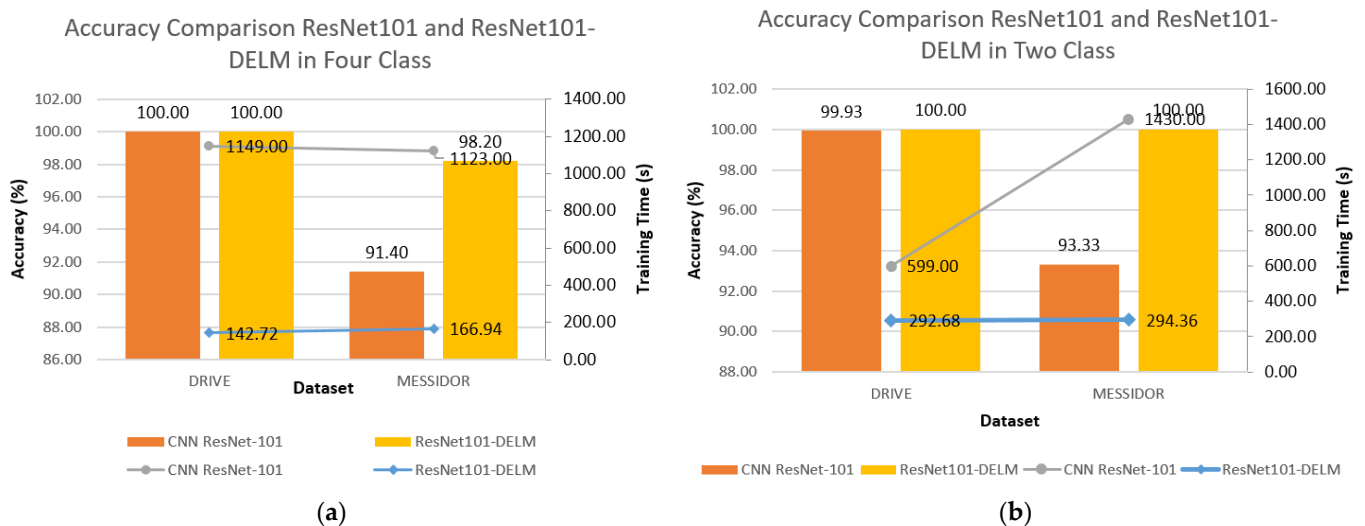 Accuracy Comparison ResNet101 and ResNet101-
DELM in Four Class
102.00
100.00
98.00
96.00
94.00
92.00
90.00
88.00
86.00
Accuracy (%)
1400.00
1200.00
1000.00
800.00
600.00
400.00
200.00
0.00
Training Time (s)
100.00
100.00
1149.00
98.20
1123.00
91.40
142.72
166.94
DRIVE
MESSIDOR
Dataset
CNN ResNet-101
ResNet101-DELM
CNN ResNet-101
ResNet101-DELM
(a)
Accuracy Comparison ResNet101 and ResNet101-
DELM in Two Class
102.00
100.00
98.00
96.00
94.00
92.00
90.00
88.00
Accuracy (%)
1600.00
1400.00
1200.00
1000.00
800.00
600.00
400.00
200.00
0.00
Training Time (s)
99.93
100.00
100.00
1430.00
93.33
599.00
292.68
294.36
DRIVE
MESSIDOR
Dataset
CNN ResNet-101
ResNet101-DELM
CNN ResNet-101
ResNet101-DELM
(b)